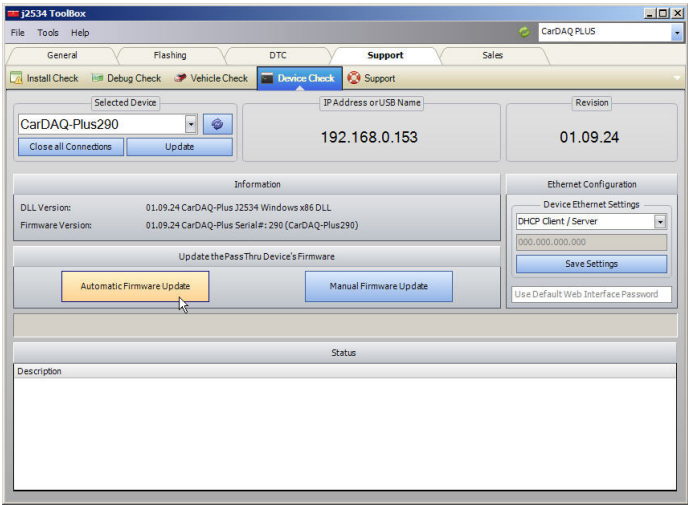 j2534 ToolBox
File Tools Help
CarDAQ PLUS
General Flashing DTC Support Sales
Install Check Debug Check Vehicle Check Device Check Support
Selected Device
CarDAQ-Plus290
Close all Connections Update
IP Address or USB Name
192.168.0.153
Revision
01.09.24
Information
DLL Version: 01.09.24 CarDAQ-Plus J2534 Windows x86 DLL
Firmware Version: 01.09.24 CarDAQ-Plus Serial#: 290 (CarDAQ-Plus290)
Update the PassThru Device's Firmware
Automatic Firmware Update Manual Firmware Update
Ethernet Configuration
Device Ethernet Settings
DHCP Client / Server
000.000.000.000
Save Settings
Use Default Web Interface Password
Status
Description